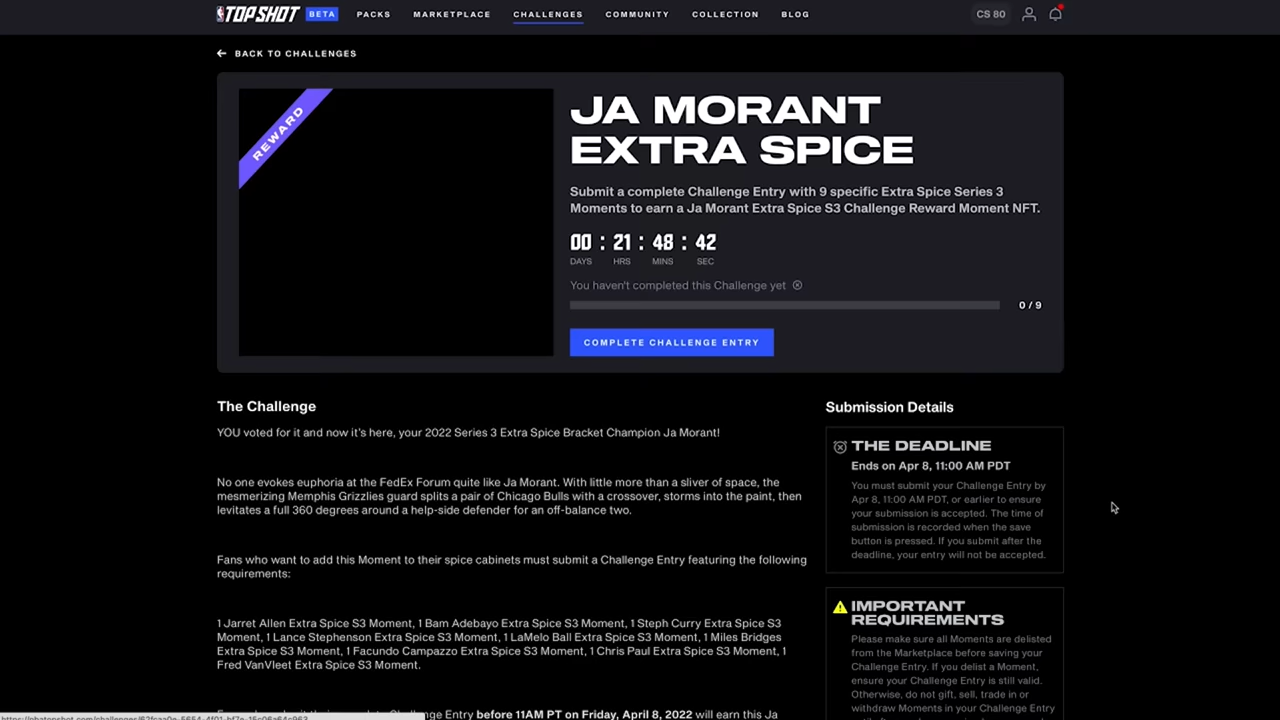 TOPSHOT BETA PACKS MARKETPLACE CHALLENGES COMMUNITY COLLECTION BLOG CS 80
BACK TO CHALLENGES
REWARD
JA MORANT
EXTRA SPICE
Submit a complete Challenge Entry with 9 specific Extra Spice Series 3
Moments to earn a Ja Morant Extra Spice S3 Challenge Reward Moment NFT.
00 : 21 : 48 : 42
DAYS HRS MINS SEC
You haven't completed this Challenge yet
0 / 9
COMPLETE CHALLENGE ENTRY
The Challenge
YOU voted for it and now it's here, your 2022 Series 3 Extra Spice Bracket Champion Ja Morant!
No one evokes euphoria at the FedEx Forum quite like Ja Morant. With little more than a sliver of space, the
mesmerizing Memphis Grizzlies guard splits a pair of Chicago Bulls with a crossover, storms into the paint, then
levitates a full 360 degrees around a help-side defender for an off-balance two.
Fans who want to add this Moment to their spice cabinets must submit a Challenge Entry featuring the following
requirements:
1 Jarret Allen Extra Spice S3 Moment, 1 Bam Adebayo Extra Spice S3 Moment, 1 Steph Curry Extra Spice S3
Moment, 1 Lance Stephenson Extra Spice S3 Moment, 1 LaMelo Ball Extra Spice S3 Moment, 1 Miles Bridges
Extra Spice S3 Moment, 1 Facundo Campazzo Extra Spice S3 Moment, 1 Chris Paul Extra Spice S3 Moment, 1
Fred VanVleet Extra Spice S3 Moment.
Entry before 11AM PT on Friday, April 8, 2022 will earn this Ja
Submission Details
THE DEADLINE
Ends on Apr 8, 11:00 AM PDT
You must submit your Challenge Entry by
Apr 8, 11:00 AM PDT, or earlier to ensure
your submission is accepted. The time of
submission is recorded when the save
button is pressed. If you submit after the
deadline, your entry will not be accepted.
IMPORTANT
REQUIREMENTS
Please make sure all Moments are delisted
from the Marketplace before saving your
Challenge Entry. If you delist a Moment,
ensure your Challenge Entry is still valid.
Otherwise, do not gift, sell, trade in or
withdraw Moments in your Challenge Entry